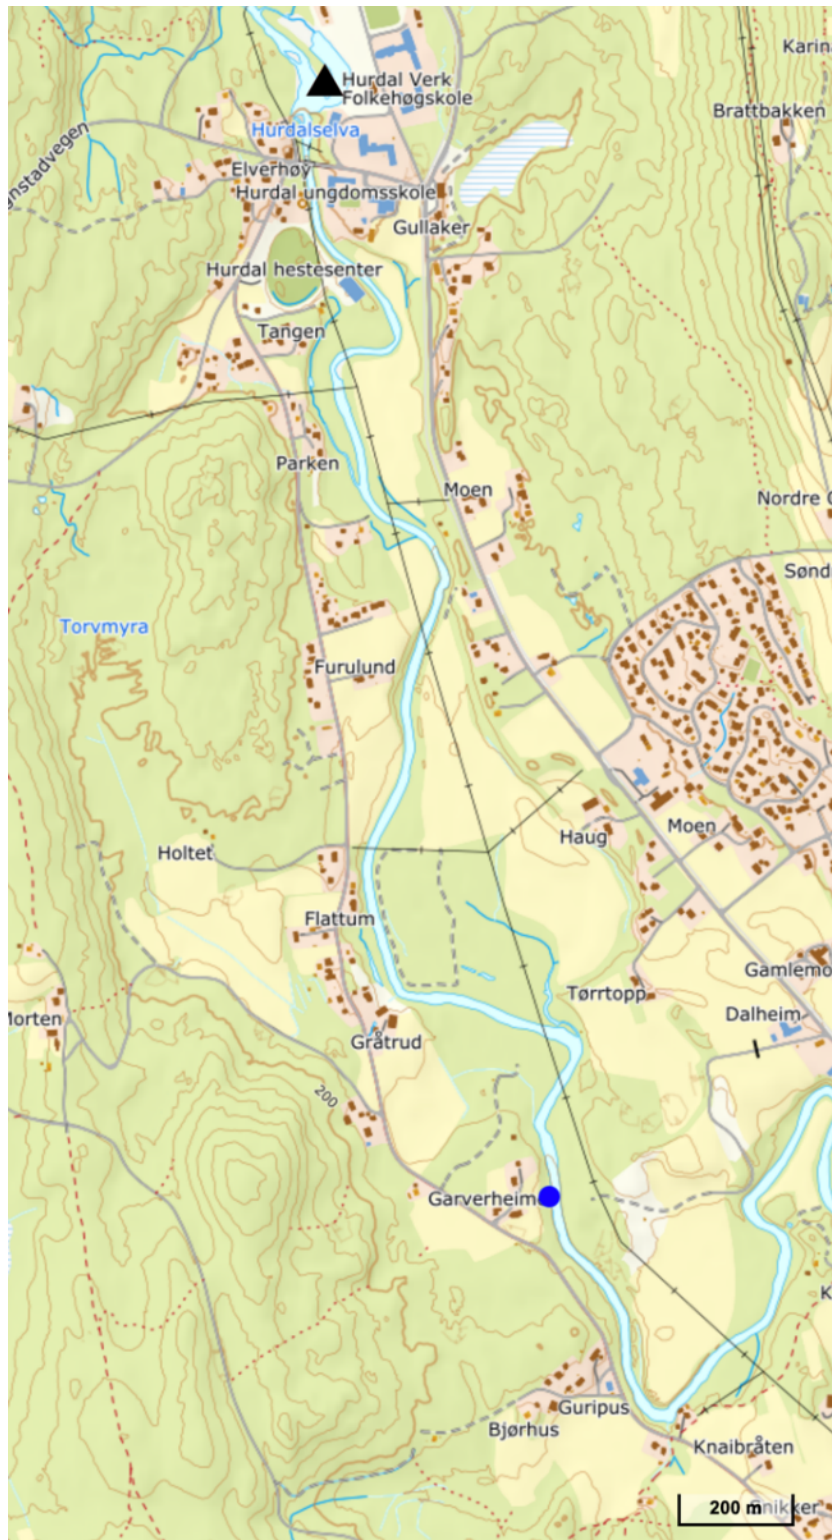 Karin
Hurdal Verk
Folkehøgskole
Brattbakken
Hurdalselva
nstadvegen
Elverhøy
Hurdal ungdomsskole
Gullaker
Hurdal hestesenter
Tangen
Parken
Moen
Nordre
Sønd
Torvmyra
Furulund
Haug
Moen
Holtet
Flattum
Gamlemo
Tørrtopp
Morten
Dalheim
Gråtrud
200
Garverheim
K
Guripus
Bjørhus
Knaibråten
200 m
nikker